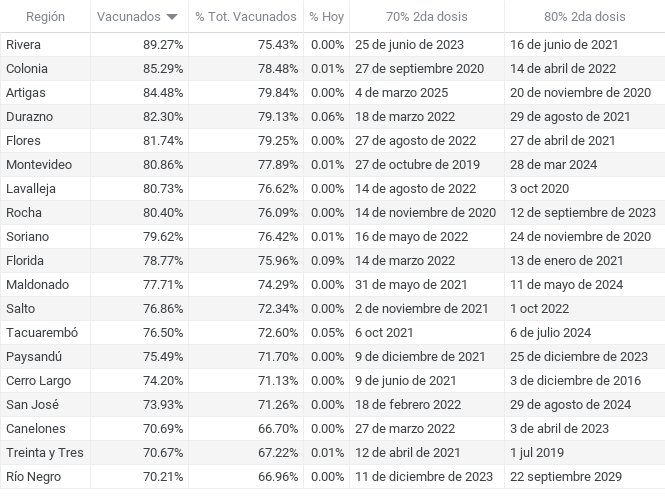 Región Vacunados % Tot. Vacunados % Hoy 70% 2da dosis 80% 2da dosis
Rivera 89.27% 75.43% 0.00% 25 de junio de 2023 16 de junio de 2021
Colonia 85.29% 78.48% 0.01% 27 de septiembre 2020 14 de abril de 2022
Artigas 84.48% 79.84% 0.00% 4 de marzo 2025 20 de noviembre de 2020
Durazno 82.30% 79.13% 0.06% 18 de marzo 2022 29 de agosto de 2021
Flores 81.74% 79.25% 0.00% 27 de agosto de 2022 27 de abril de 2021
Montevideo 80.86% 77.89% 0.01% 27 de octubre de 2019 28 de mar 2024
Lavalleja 80.73% 76.62% 0.00% 14 de agosto de 2022 3 oct 2020
Rocha 80.40% 76.09% 0.00% 14 de noviembre de 2020 12 de septiembre de 2023
Soriano 79.62% 76.42% 0.01% 16 de mayo de 2022 24 de noviembre de 2020
Florida 78.77% 75.96% 0.09% 14 de marzo 2022 13 de enero de 2021
Maldonado 77.71% 74.29% 0.00% 31 de mayo de 2021 11 de mayo de 2024
Salto 76.86% 72.34% 0.00% 2 de noviembre de 2021 1 oct 2022
Tacuarembó 76.50% 72.60% 0.05% 6 oct 2021 6 de julio 2024
Paysandú 75.49% 71.70% 0.00% 9 de diciembre de 2021 25 de diciembre de 2023
Cerro Largo 74.20% 71.13% 0.00% 9 de junio de 2021 3 de diciembre de 2016
San José 73.93% 71.26% 0.00% 18 de febrero 2022 29 de agosto de 2024
Canelones 70.69% 66.70% 0.00% 27 de marzo 2022 3 de abril de 2023
Treinta y Tres 70.67% 67.22% 0.01% 12 de abril de 2021 1 jul 2019
Río Negro 70.21% 66.96% 0.00% 11 de diciembre de 2023 22 septiembre 2029